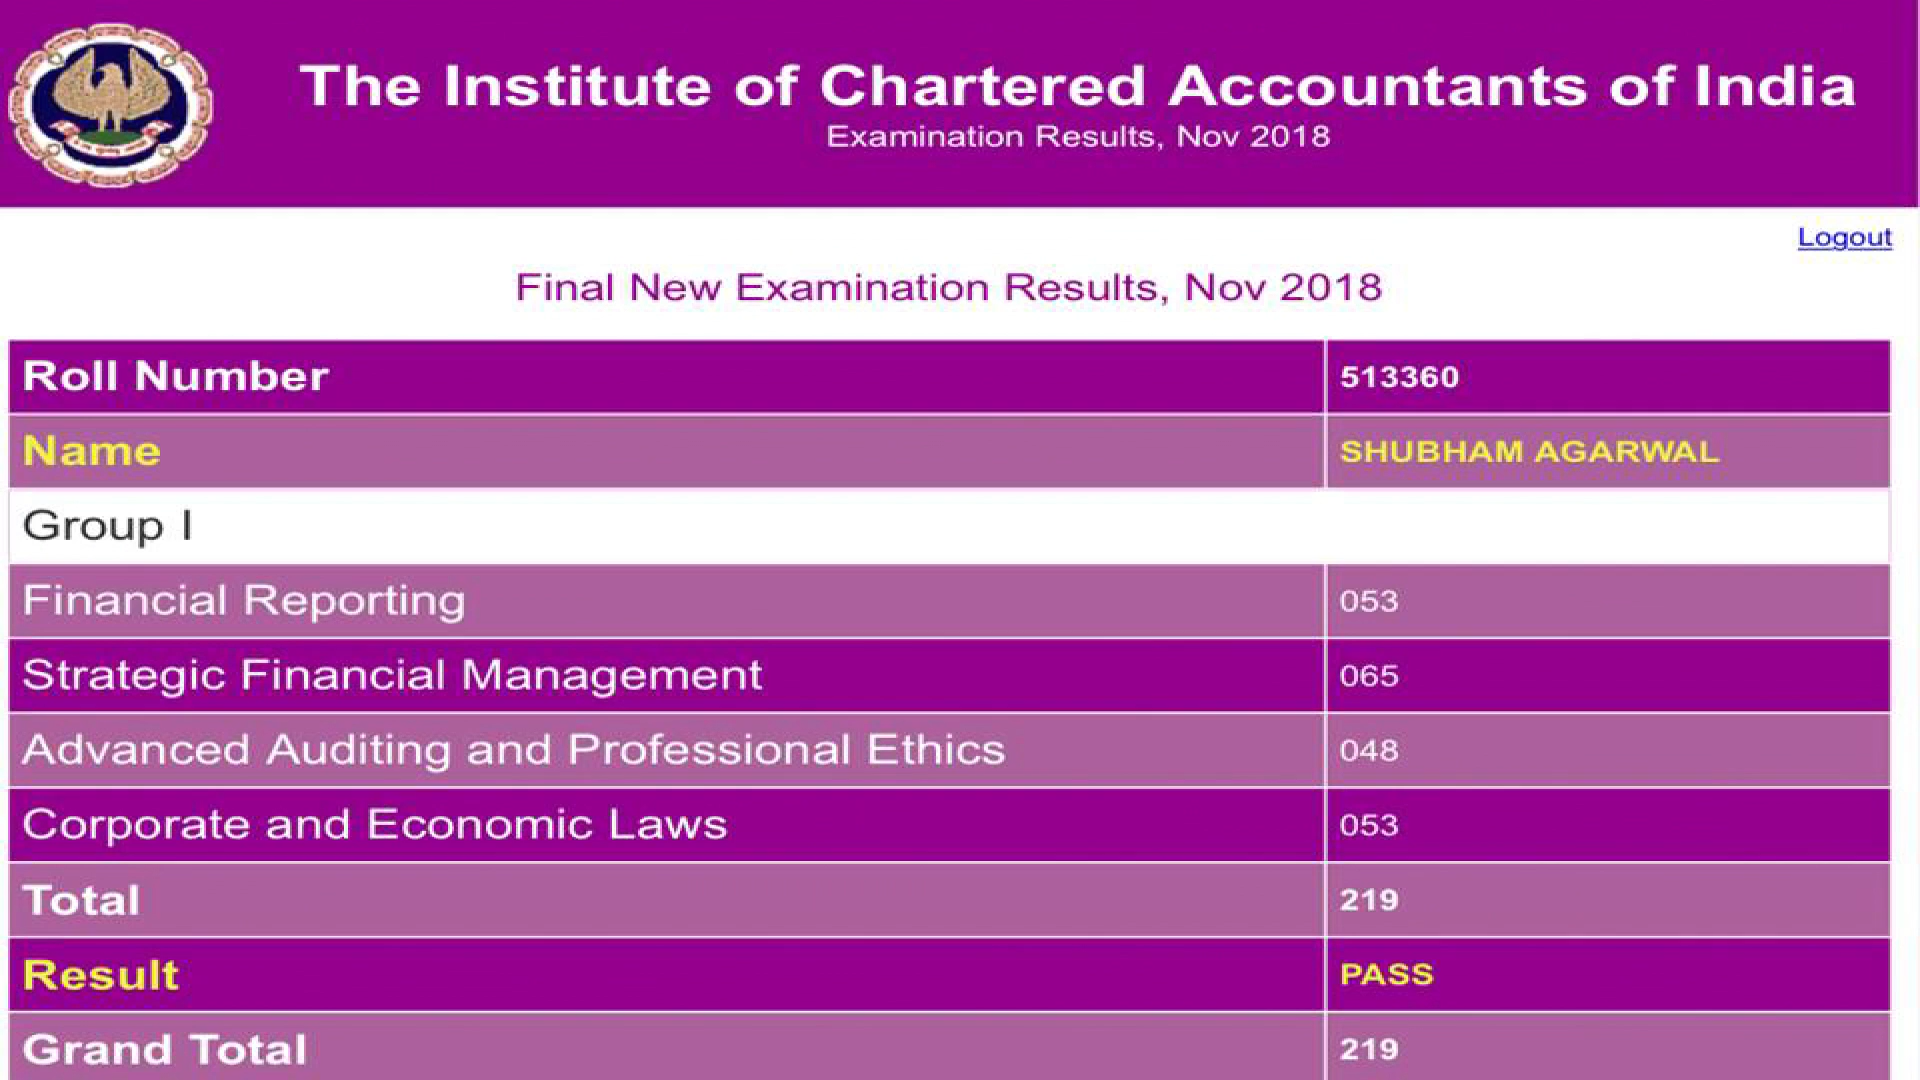 The Institute of Chartered Accountants of India
Examination Results, Nov 2018
Logout
Final New Examination Results, Nov 2018
Roll Number 513360
Name SHUBHAM AGARWAL
Group I
Financial Reporting 053
Strategic Financial Management 065
Advanced Auditing and Professional Ethics 048
Corporate and Economic Laws 053
Total 219
Result PASS
Grand Total 219